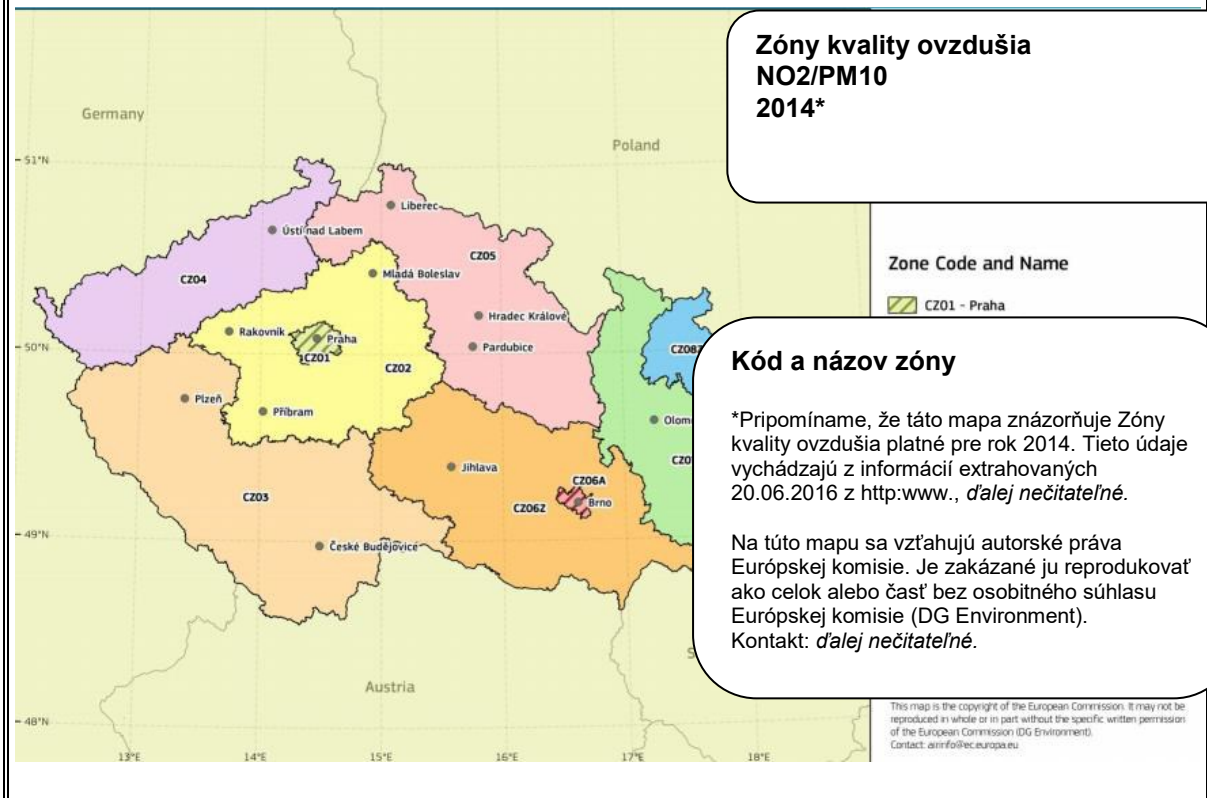 Zóny kvality ovzdušia
NO2/PM10
2014*
Germany
Poland
51°N
Liberec
Ústí nad Labem
CZ05
CZ04
Mladá Boleslav
Zone Code and Name
CZ01 - Praha
Hradec Králové
Rakovník
Praha
50°N
Pardubice
CZ01
CZ02
Plzeň
Příbram
Kód a názov zóny
*Pripomíname, že táto mapa znázorňuje Zóny
kvality ovzdušia platné pre rok 2014. Tieto údaje
vychádzajú z informácií extrahovaných
20.06.2016 z http:www., ďalej nečitateľné.
Na túto mapu sa vzťahujú autorské práva
Európskej komisie. Je zakázané ju reprodukovať
ako celok alebo časť bez osobitného súhlasu
Európskej komisie (DG Environment).
Kontakt: ďalej nečitateľné.
Jihlava
CZ06A
CZ03
CZ06Z
Brno
49°N
České Budějovice
Austria
This map is the copyright of the European Commission. It may not be
reproduced in whole or in part without the specific written permission
of the European Commission (DG Environment).
Contact: airinfo@ec.europa.eu
48°N
13°E
14°E
15°E
16°E
17°E
18°E